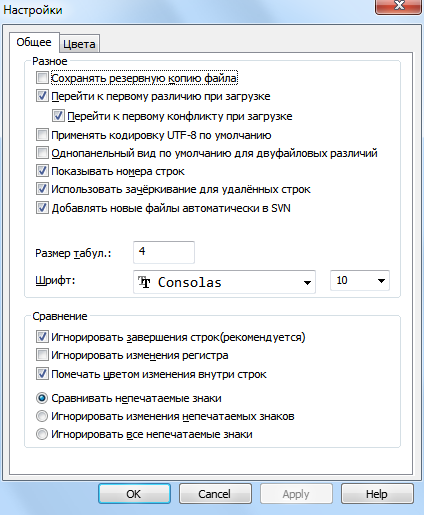 Настройки
Общее
Цвета
Разное
Сохранять резервную копию файла
Перейти к первому различию при загрузке
Перейти к первому конфликту при загрузке
Применять кодировку UTF-8 по умолчанию
Однопанельный вид по умолчанию для двуфайловых различий
Показывать номера строк
Использовать зачёркивание для удалённых строк
Добавлять новые файлы автоматически в SVN
Размер табул.: 4
Шрифт: Consolas 10
Сравнение
Игнорировать завершения строк(рекомендуется)
Игнорировать изменения регистра
Помечать цветом изменения внутри строк
Сравнивать непечатаемые знаки
Игнорировать изменения непечатаемых знаков
Игнорировать все непечатаемые знаки
OK Cancel Apply Help